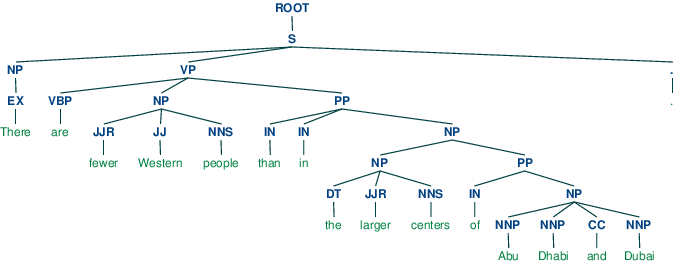 ROOT
S
NP VP .
EX VBP NP PP .
There are JJR JJ NNS IN IN NP
fewer Western people than in NP PP
DT JJR NNS IN NP
the larger centers of NNP NNP CC NNP
Abu Dhabi and Dubai